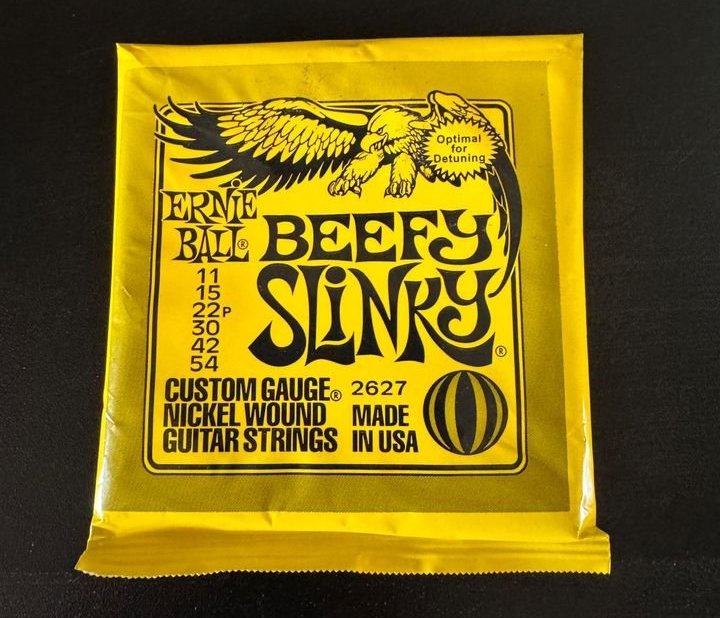 Optimal
for
Detuning
ERNiE
BALL®
BEEFY
SLiNKY®
11
15
22P
30
42
54
CUSTOM GAUGE®
NICKEL WOUND
GUITAR STRINGS
2627
MADE
IN USA